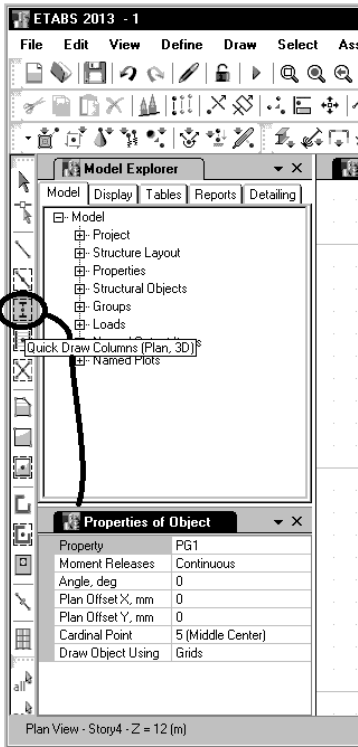 ETABS 2013 - 1
File Edit View Define Draw Select
Model Explorer
Model Display Tables Reports Detailing
Model
Project
Structure Layout
Properties
Structural Objects
Groups
Loads
Quick Draw Columns (Plan, 3D)
Named Plots
Properties of Object
Property PG1
Moment Releases Continuous
Angle, deg 0
Plan Offset X, mm 0
Plan Offset Y, mm 0
Cardinal Point 5 (Middle Center)
Draw Object Using Grids
all
Plan View - Story4 - Z = 12 (m)